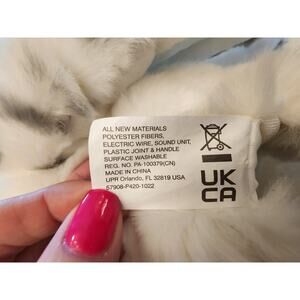 ALL NEW MATERIALS
POLYESTER FIBERS,
ELECTRIC WIRE, SOUND UNIT,
PLASTIC JOINT & HANDLE
SURFACE WASHABLE
REG. NO. PA-100379(CN)
MADE IN CHINA
UPR Orlando, FL 32819 USA
57908-P420-1022
UK
CA